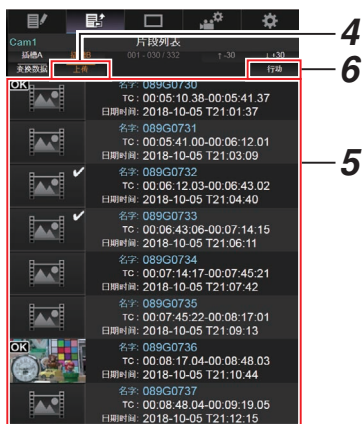 Cam1 片段列表
插槽A 001 - 030 / 332 ↑ -30 ↓ +30
变换数据 上传 行动
4
6
5
OK
名字: 089G0730
TC : 00:05:10.38-00:05:41.37
日期时间: 2018-10-05 T21:01:37
名字: 089G0731
TC : 00:05:41.00-00:06:12.01
日期时间: 2018-10-05 T21:03:09
名字: 089G0732
TC : 00:06:12.03-00:06:43.02
日期时间: 2018-10-05 T21:04:40
名字: 089G0733
TC : 00:06:43.06-00:07:14:15
日期时间: 2018-10-05 T21:06:11
名字: 089G0734
TC : 00:07:14:17-00:07:45:21
日期时间: 2018-10-05 T21:07:42
名字: 089G0735
TC : 00:07:45:22-00:08:17:01
日期时间: 2018-10-05 T21:09:13
OK
名字: 089G0736
TC : 00:08:17.04-00:08:48.03
日期时间: 2018-10-05 T21:10:44
名字: 089G0737
TC : 00:08:48.04-00:09:19.05
日期时间: 2018-10-05 T21:12:15